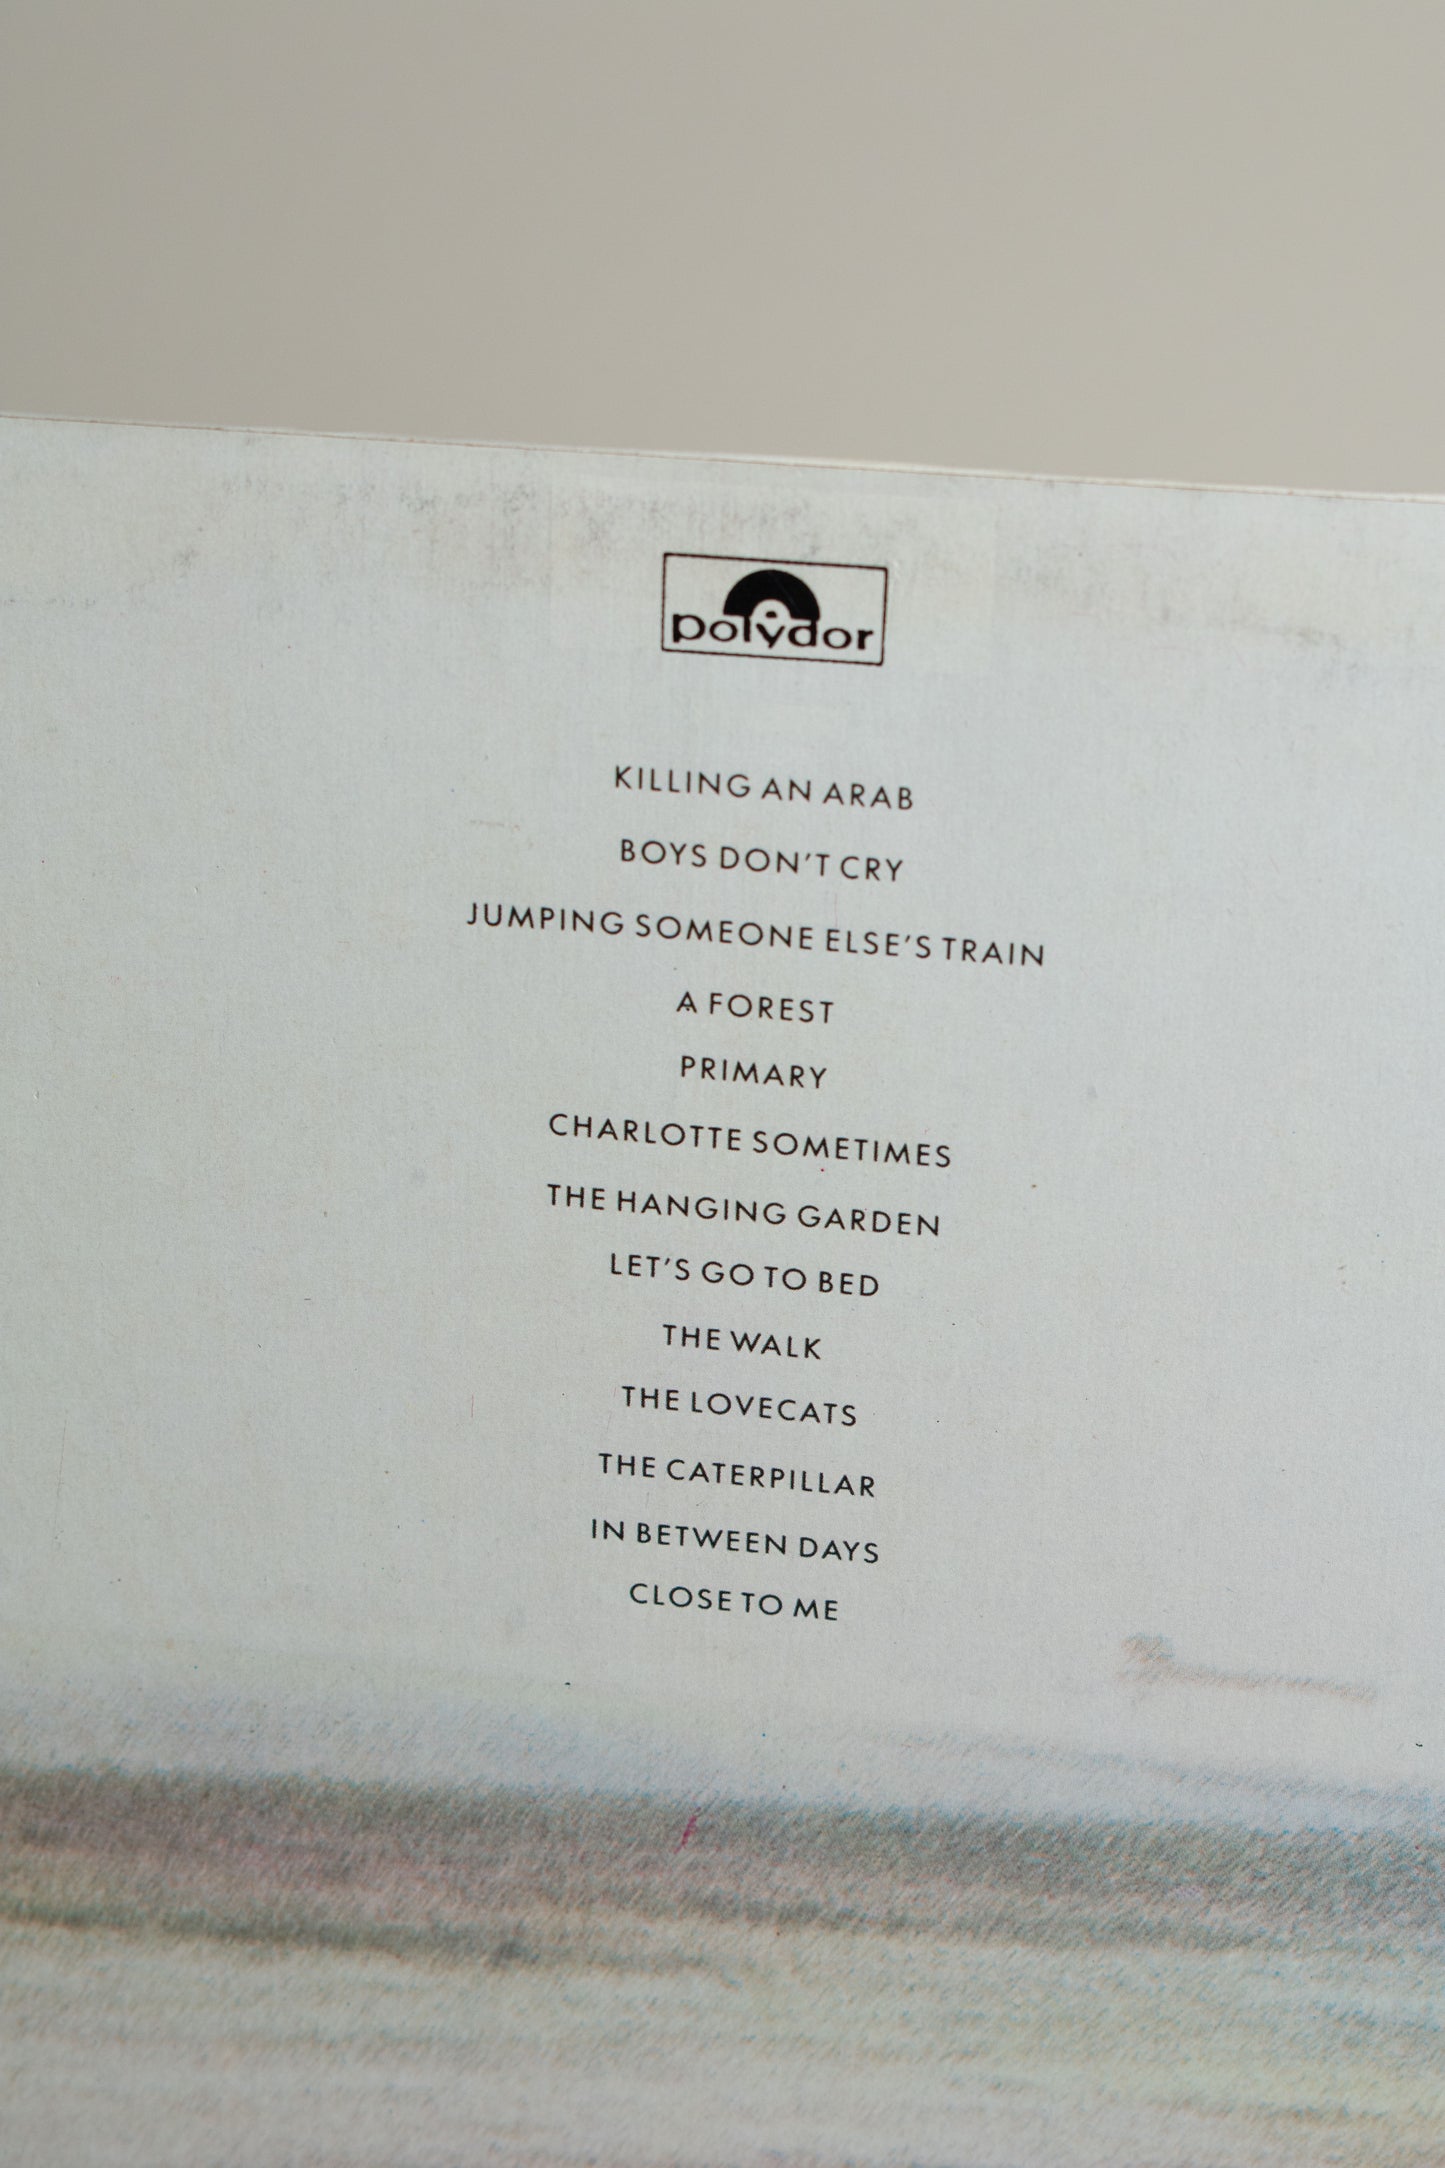 polydor
KILLING AN ARAB
BOYS DON'T CRY
JUMPING SOMEONE ELSE'S TRAIN
A FOREST
PRIMARY
CHARLOTTE SOMETIMES
THE HANGING GARDEN
LET'S GO TO BED
THE WALK
THE LOVECATS
THE CATERPILLAR
IN BETWEEN DAYS
CLOSE TO ME